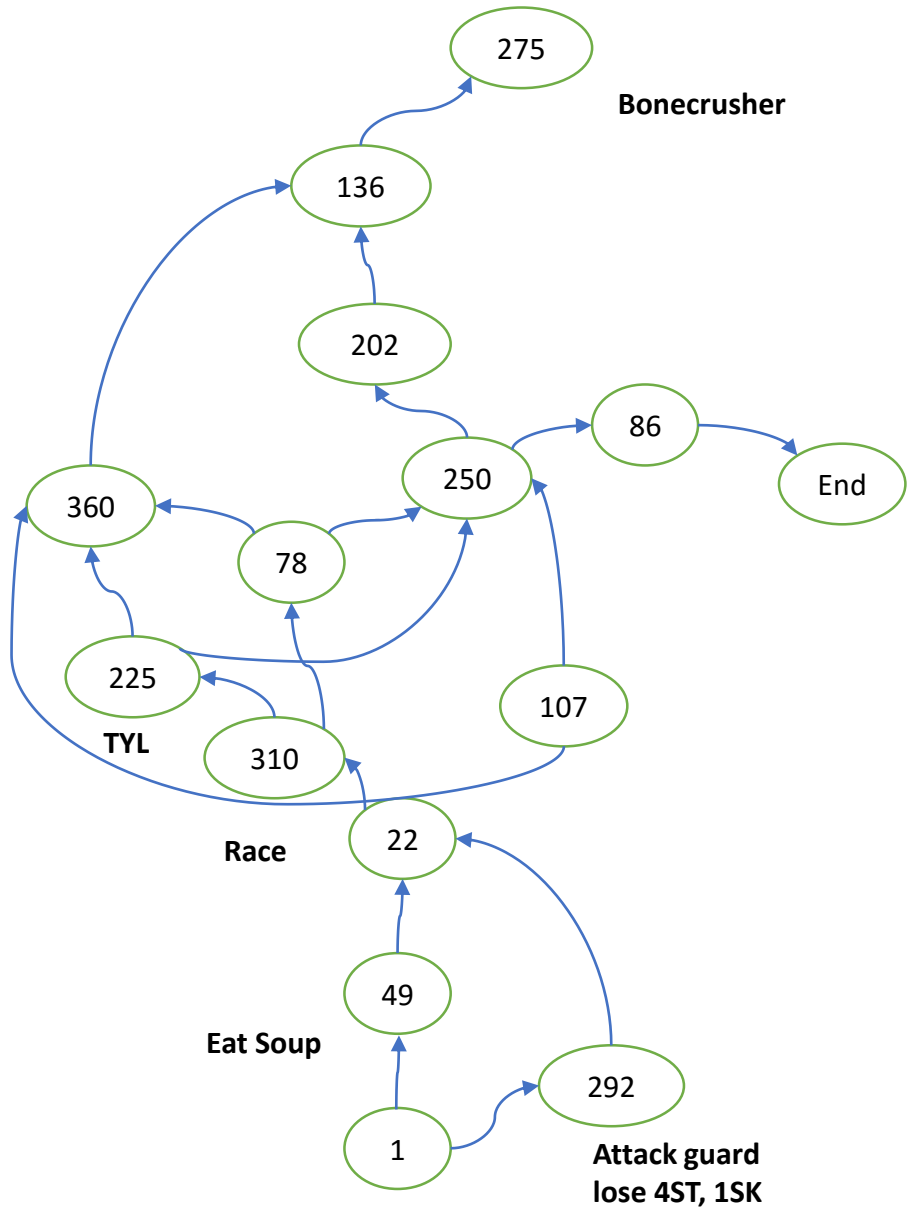 275
Bonecrusher
136
202
86
250
End
360
78
225
107
TYL
310
22
Race
49
Eat Soup
292
1
Attack guard
lose 4ST, 1SK